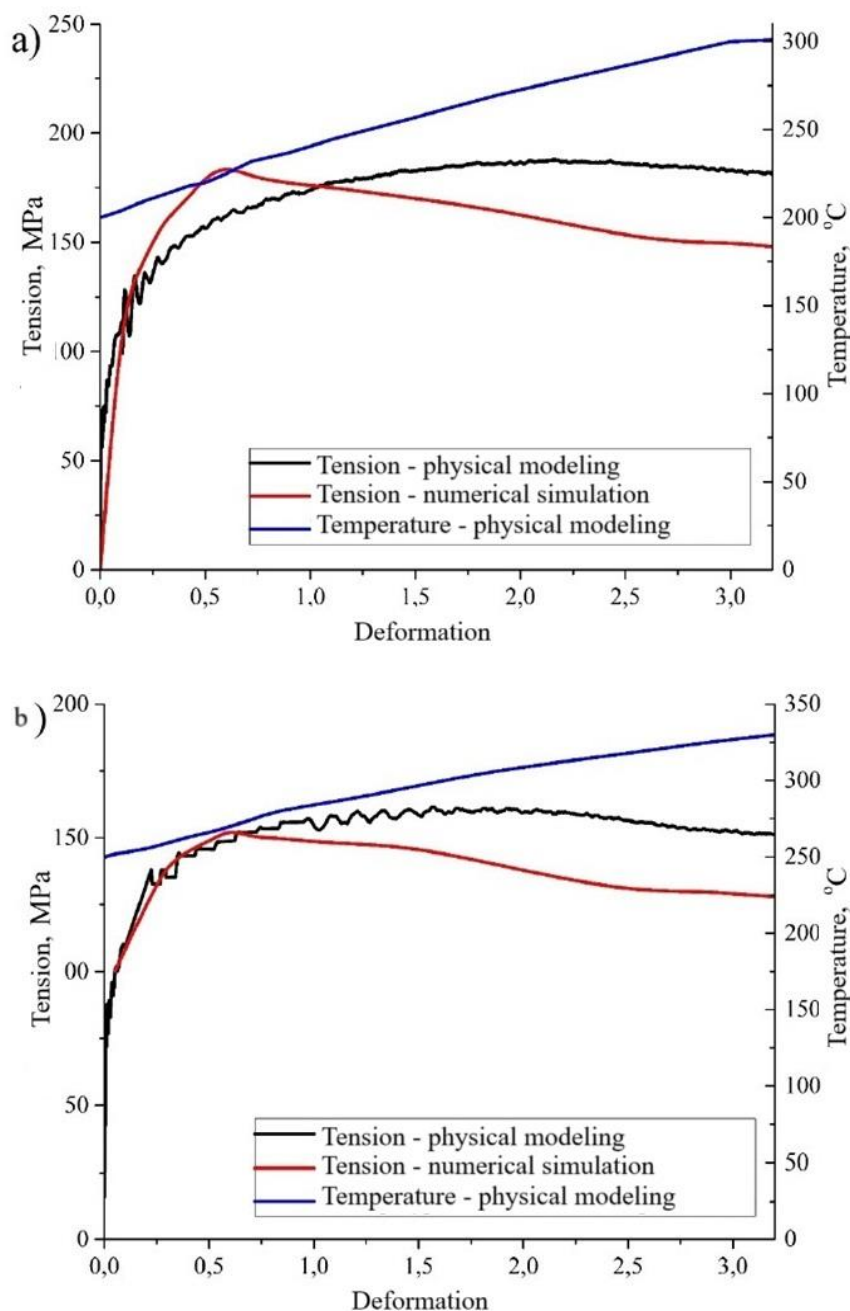 a)
250
200
150
00
50
0
Tension, MPa
300
250
200
150
100
50
0
Temperature, °C
Tension - physical modeling
Tension - numerical simulation
Temperature - physical modeling
0,0 0,5 1,0 1,5 2,0 2,5 3,0
Deformation
b)
200
150
00
50
0
Tension, MPa
350
300
250
200
150
100
50
0
Temperature, °C
Tension - physical modeling
Tension - numerical simulation
Temperature - physical modeling
0,0 0,5 1,0 1,5 2,0 2,5 3,0
Deformation